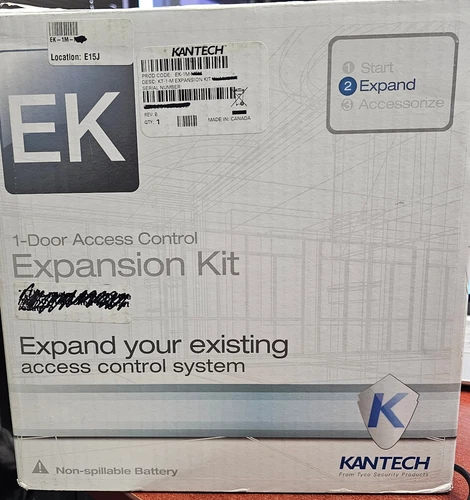 EK-1M-
Location: E15J
KANTECH
PROD CODE: EK-1M
DESC: KT-1-M EXPANSION KIT
SERIAL NUMBER
REV:
QTY: 1
MADE IN CANADA
1 Start
2 Expand
3 Accessorize
EK
1-Door Access Control
Expansion Kit
Expand your existing
access control system
K
Non-spillable Battery
KANTECH
From Tyco Security Products